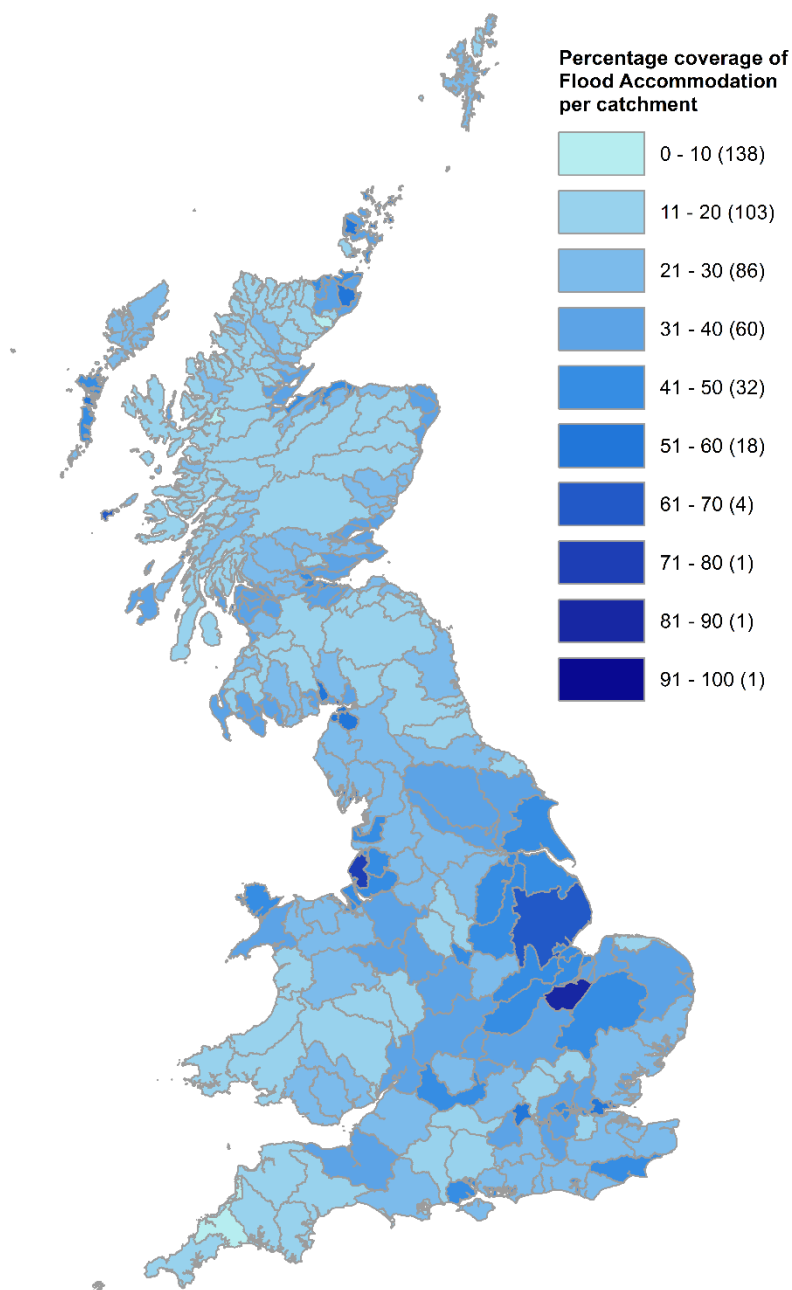 Percentage coverage of
Flood Accommodation
per catchment
0 - 10 (138)
11 - 20 (103)
21 - 30 (86)
31 - 40 (60)
41 - 50 (32)
51 - 60 (18)
61 - 70 (4)
71 - 80 (1)
81 - 90 (1)
91 - 100 (1)